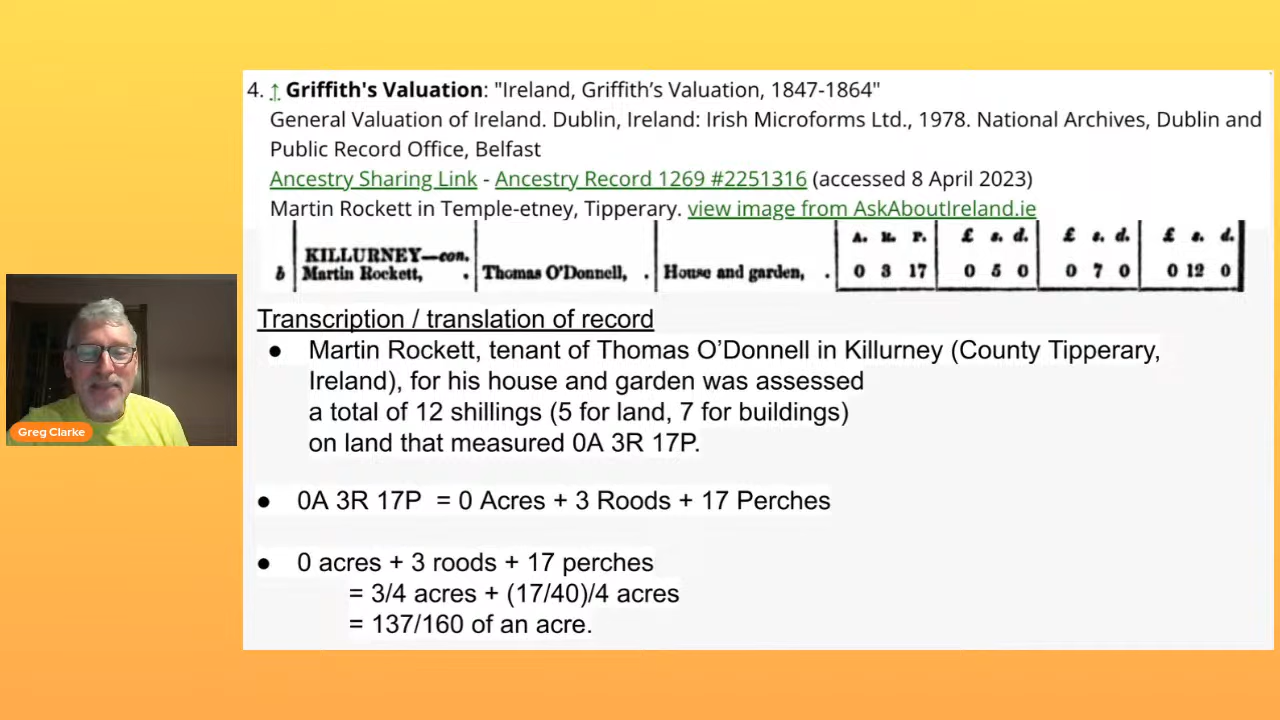 4. ↑ Griffith's Valuation: "Ireland, Griffith's Valuation, 1847-1864"
General Valuation of Ireland. Dublin, Ireland: Irish Microforms Ltd., 1978. National Archives, Dublin and
Public Record Office, Belfast
Ancestry Sharing Link - Ancestry Record 1269 #2251316 (accessed 8 April 2023)
Martin Rockett in Temple-etney, Tipperary. view image from AskAboutIreland.ie
A. R. P. £ s. d. £ s. d. £ s. d.
KILLURNEY—con.
b Martin Rockett, . Thomas O'Donnell, . House and garden, . 0 3 17 0 5 0 0 7 0 0 12 0
Transcription / translation of record
● Martin Rockett, tenant of Thomas O'Donnell in Killurney (County Tipperary,
Ireland), for his house and garden was assessed
a total of 12 shillings (5 for land, 7 for buildings)
on land that measured 0A 3R 17P.
● 0A 3R 17P = 0 Acres + 3 Roods + 17 Perches
● 0 acres + 3 roods + 17 perches
= 3/4 acres + (17/40)/4 acres
= 137/160 of an acre.
Greg Clarke